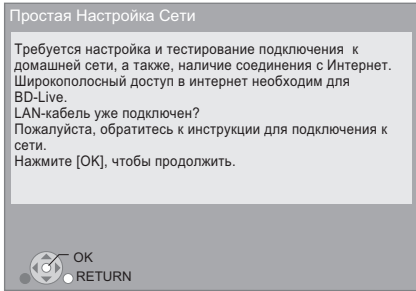 Простая Настройка Сети
Требуется настройка и тестирование подключения к
домашней сети, а также, наличие соединения с Интернет.
Широкополосный доступ в интернет необходим для
BD-Live.
LAN-кабель уже подключен?
Пожалуйста, обратитесь к инструкции для подключения к
сети.
Нажмите [OK], чтобы продолжить.
OK
RETURN